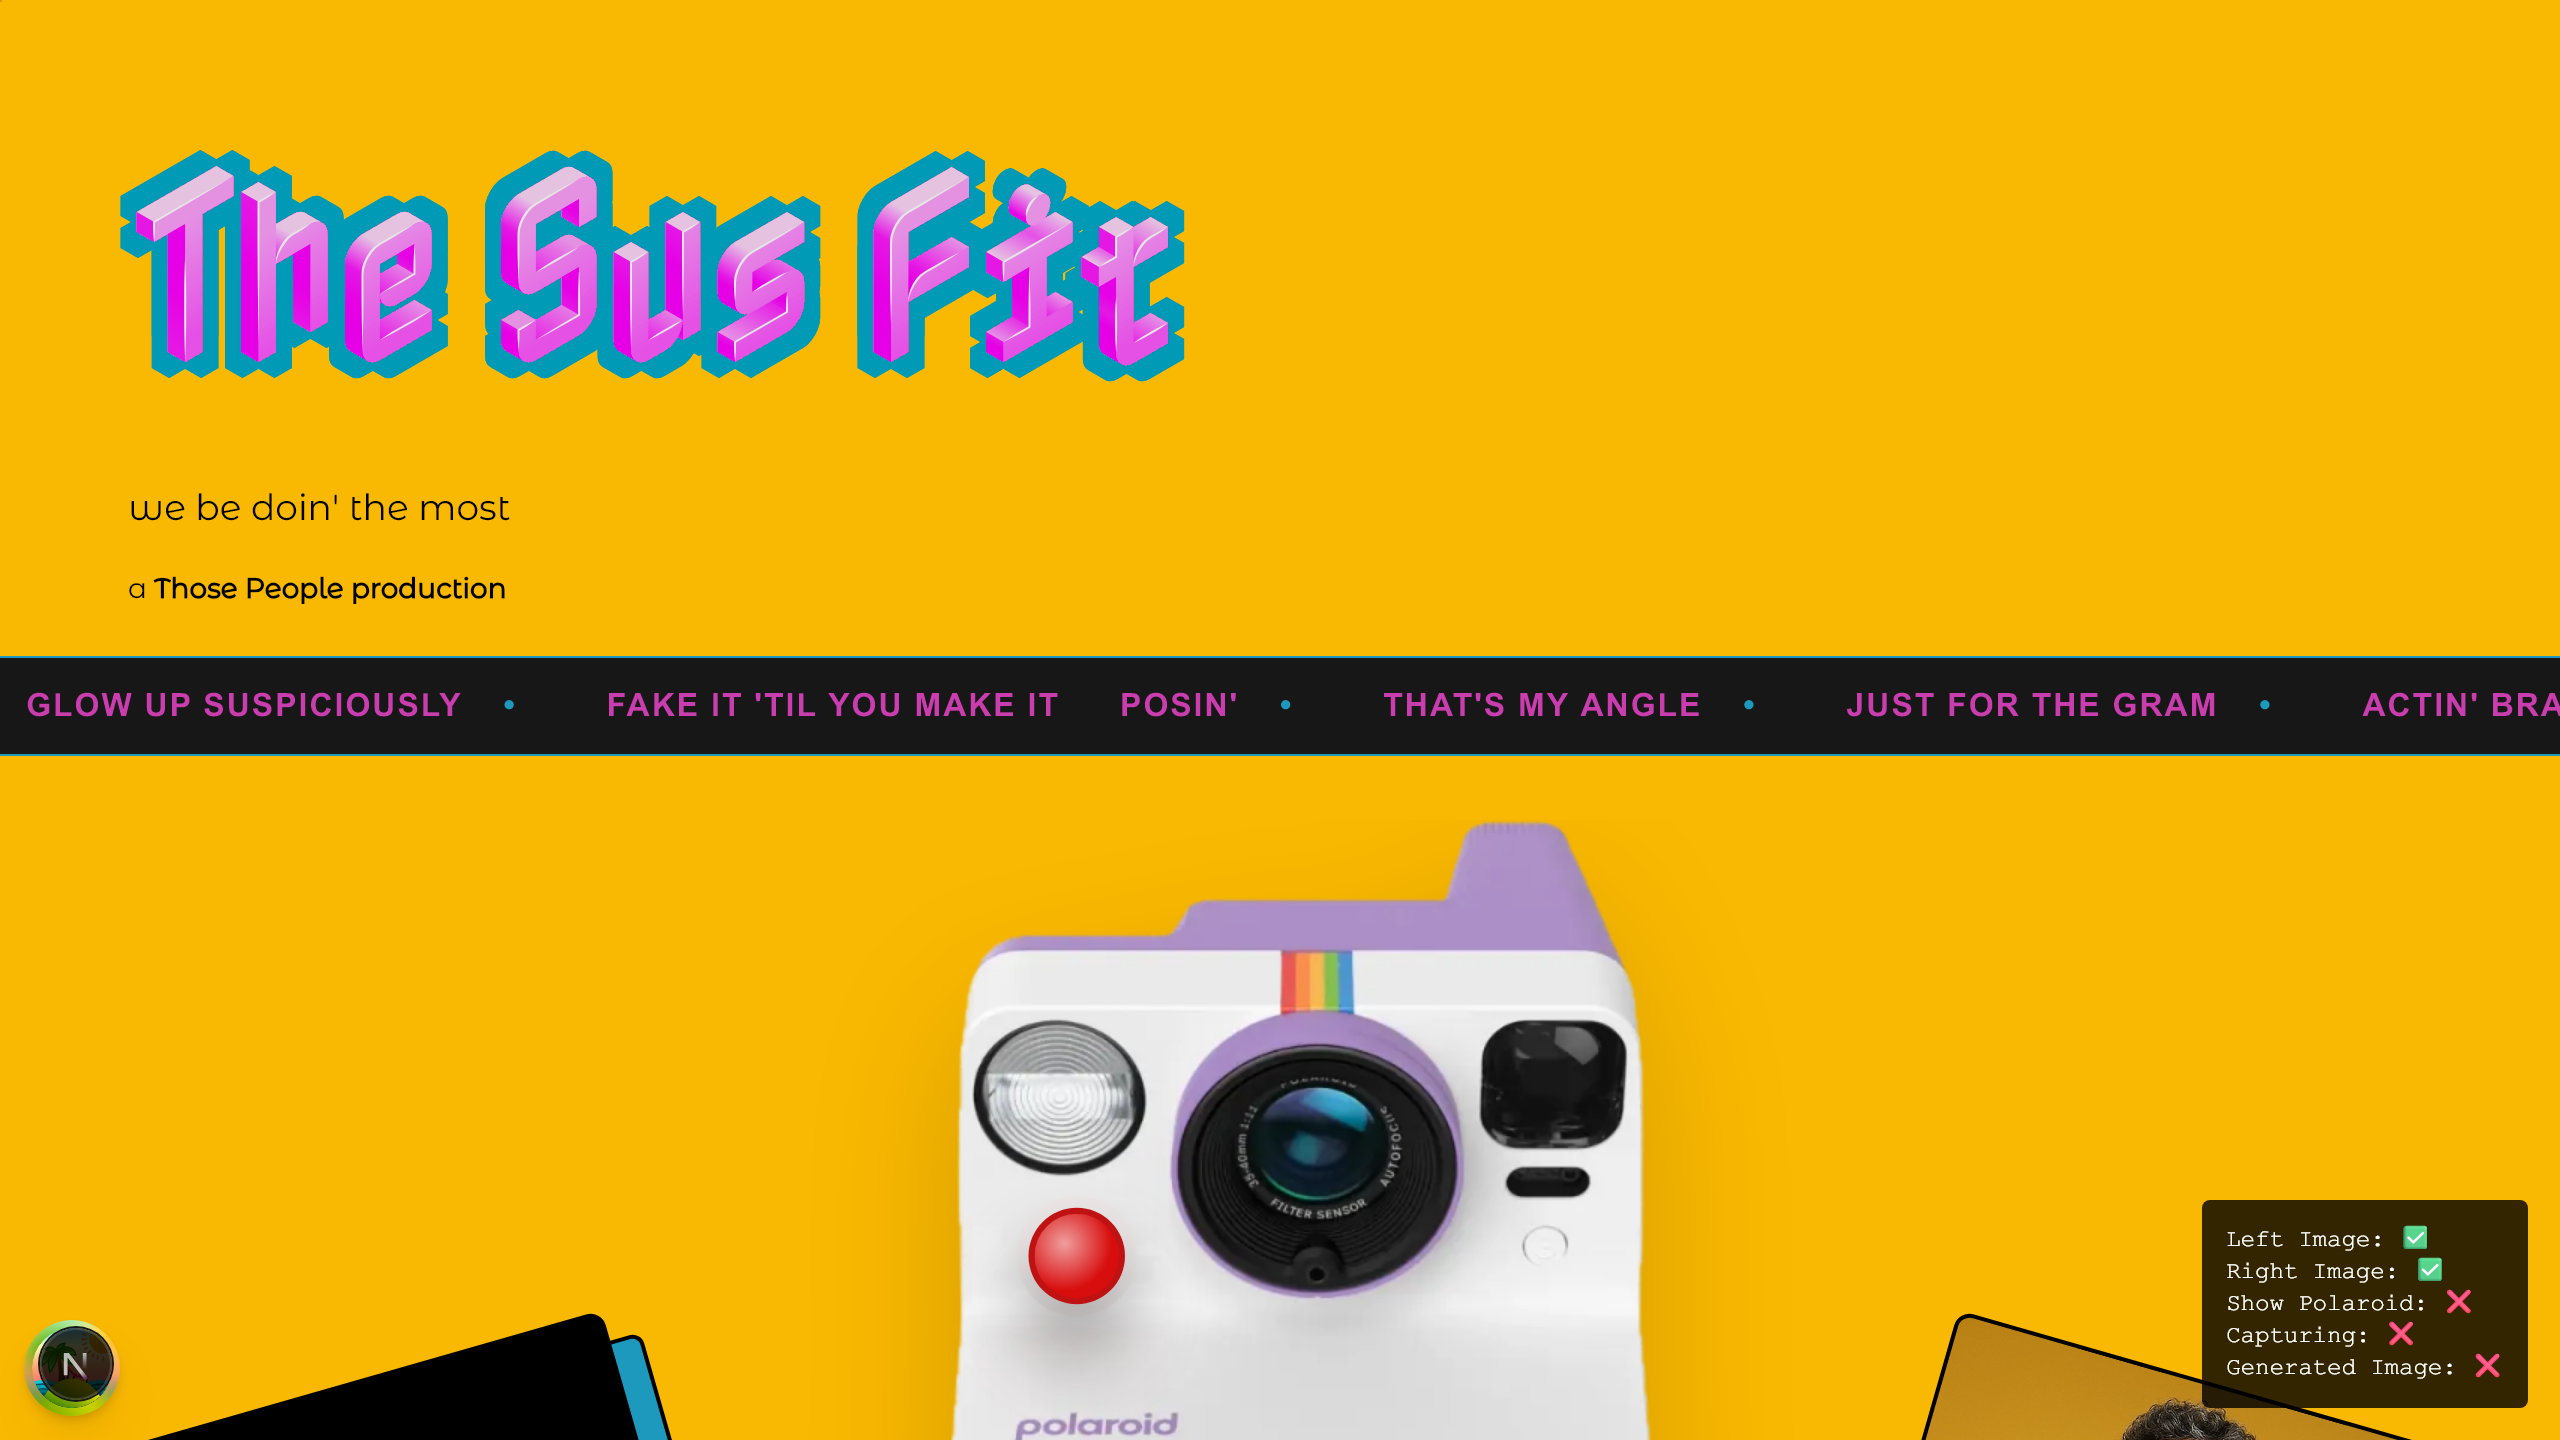 The Sus Fit
we be doin' the most
a Those People production
GLOW UP SUSPICIOUSLY • FAKE IT 'TIL YOU MAKE IT POSIN' • THAT'S MY ANGLE • JUST FOR THE GRAM • ACTIN' BRA
POLAROID
35-40mm 1:11
AUTOFOCUS
FILTER SENSOR
Left Image: ✅
Right Image: ✅
Show Polaroid: ❌
Capturing: ❌
Generated Image: ❌
N
polaroid